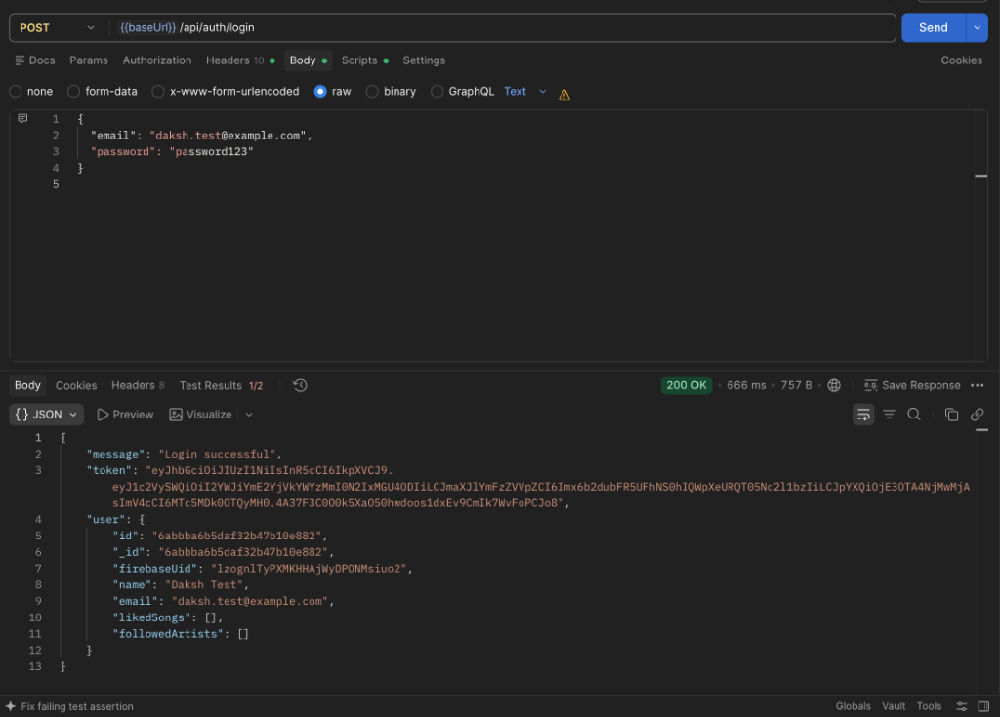 POST {{baseUrl}} /api/auth/login Send
Docs Params Authorization Headers 10 Body Scripts Settings Cookies
none form-data x-www-form-urlencoded raw binary GraphQL Text
1 {
2 "email": "daksh.test@example.com",
3 "password": "password123"
4 }
5
Body Cookies Headers 8 Test Results 1/2 200 OK • 666 ms • 757 B • Save Response
{} JSON Preview Visualize
1 {
2 "message": "Login successful",
3 "token": "eyJhbGciOiJIUzI1NiIsInR5cCI6IkpXVCJ9.
eyJ1c2VySWQiOiI2YWJiYmE2YjVkYWYzMmI0N2IxMGU4ODIiLCJmaXJlYmFzZVVpZCI6Imx6b2dubFR5UFhNS0hIQWpXeURQT05Nc2l1bzIiLCJpYXQiOjE3OTA4NjMwMjA
sImV4cCI6MTc5MDk0OTQyMH0.4A37F3C0O0k5XaO50hwdoos1dxEv9CmIk7WvFoPCJo8",
4 "user": {
5 "id": "6abbba6b5daf32b47b10e882",
6 "_id": "6abbba6b5daf32b47b10e882",
7 "firebaseUid": "lzognlTyPXMKHHAjWyDPONMsiuo2",
8 "name": "Daksh Test",
9 "email": "daksh.test@example.com",
10 "likedSongs": [],
11 "followedArtists": []
12 }
13 }
Fix failing test assertion Globals Vault Tools